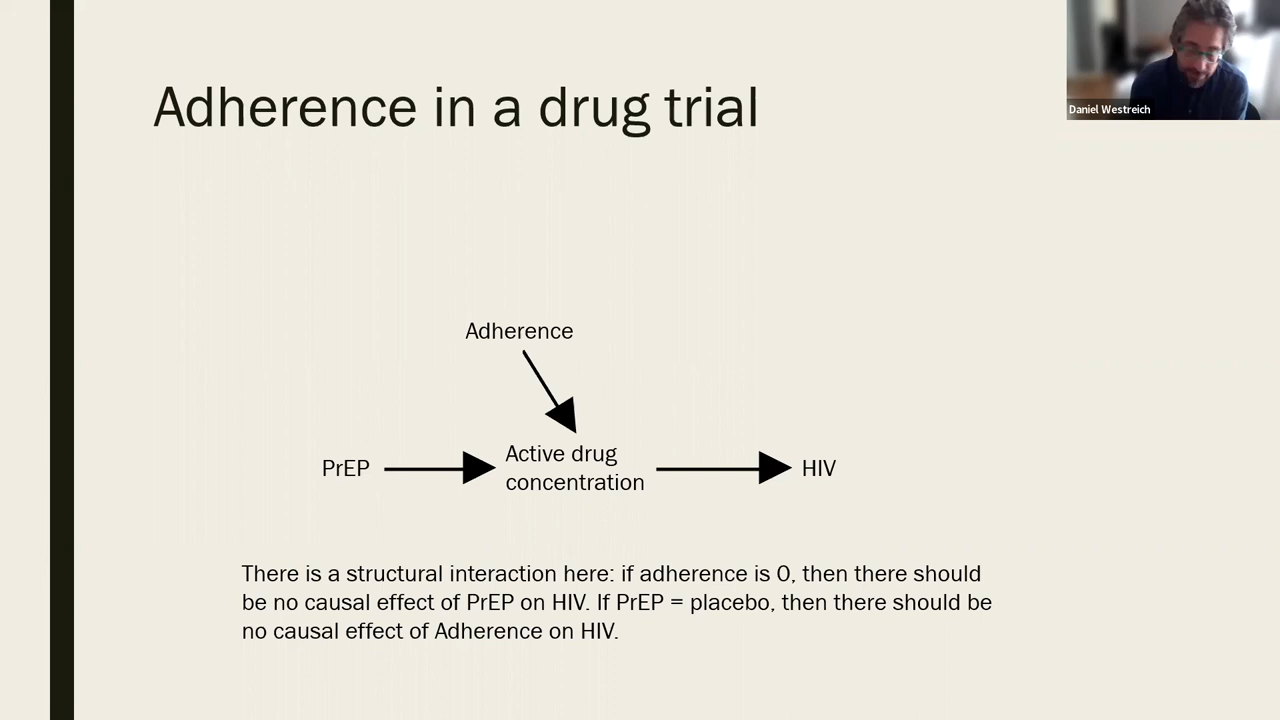 Adherence in a drug trial
Daniel Westreich
Adherence
PrEP
Active drug
concentration
HIV
There is a structural interaction here: if adherence is 0, then there should
be no causal effect of PrEP on HIV. If PrEP = placebo, then there should be
no causal effect of Adherence on HIV.